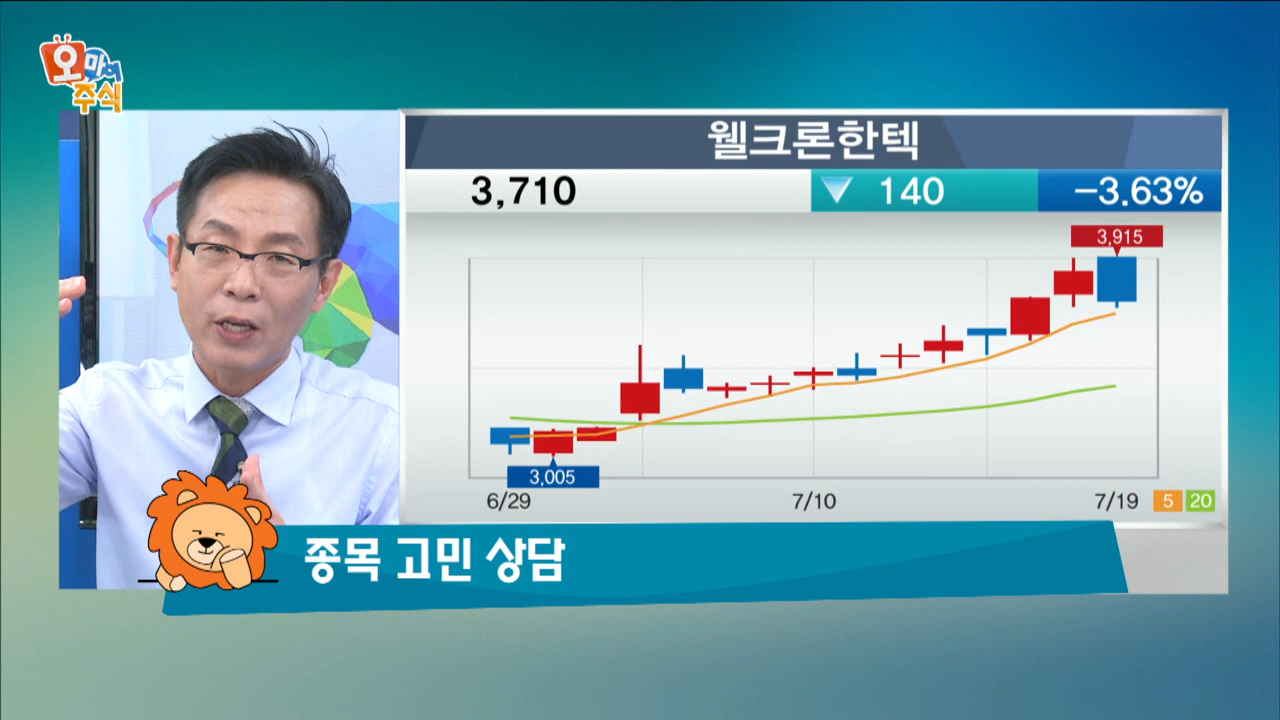 오마이
주식
웰크론한텍
3,710 ▼ 140 -3.63%
3,915
3,005
6/29 7/10 7/19 5 20
종목 고민 상담